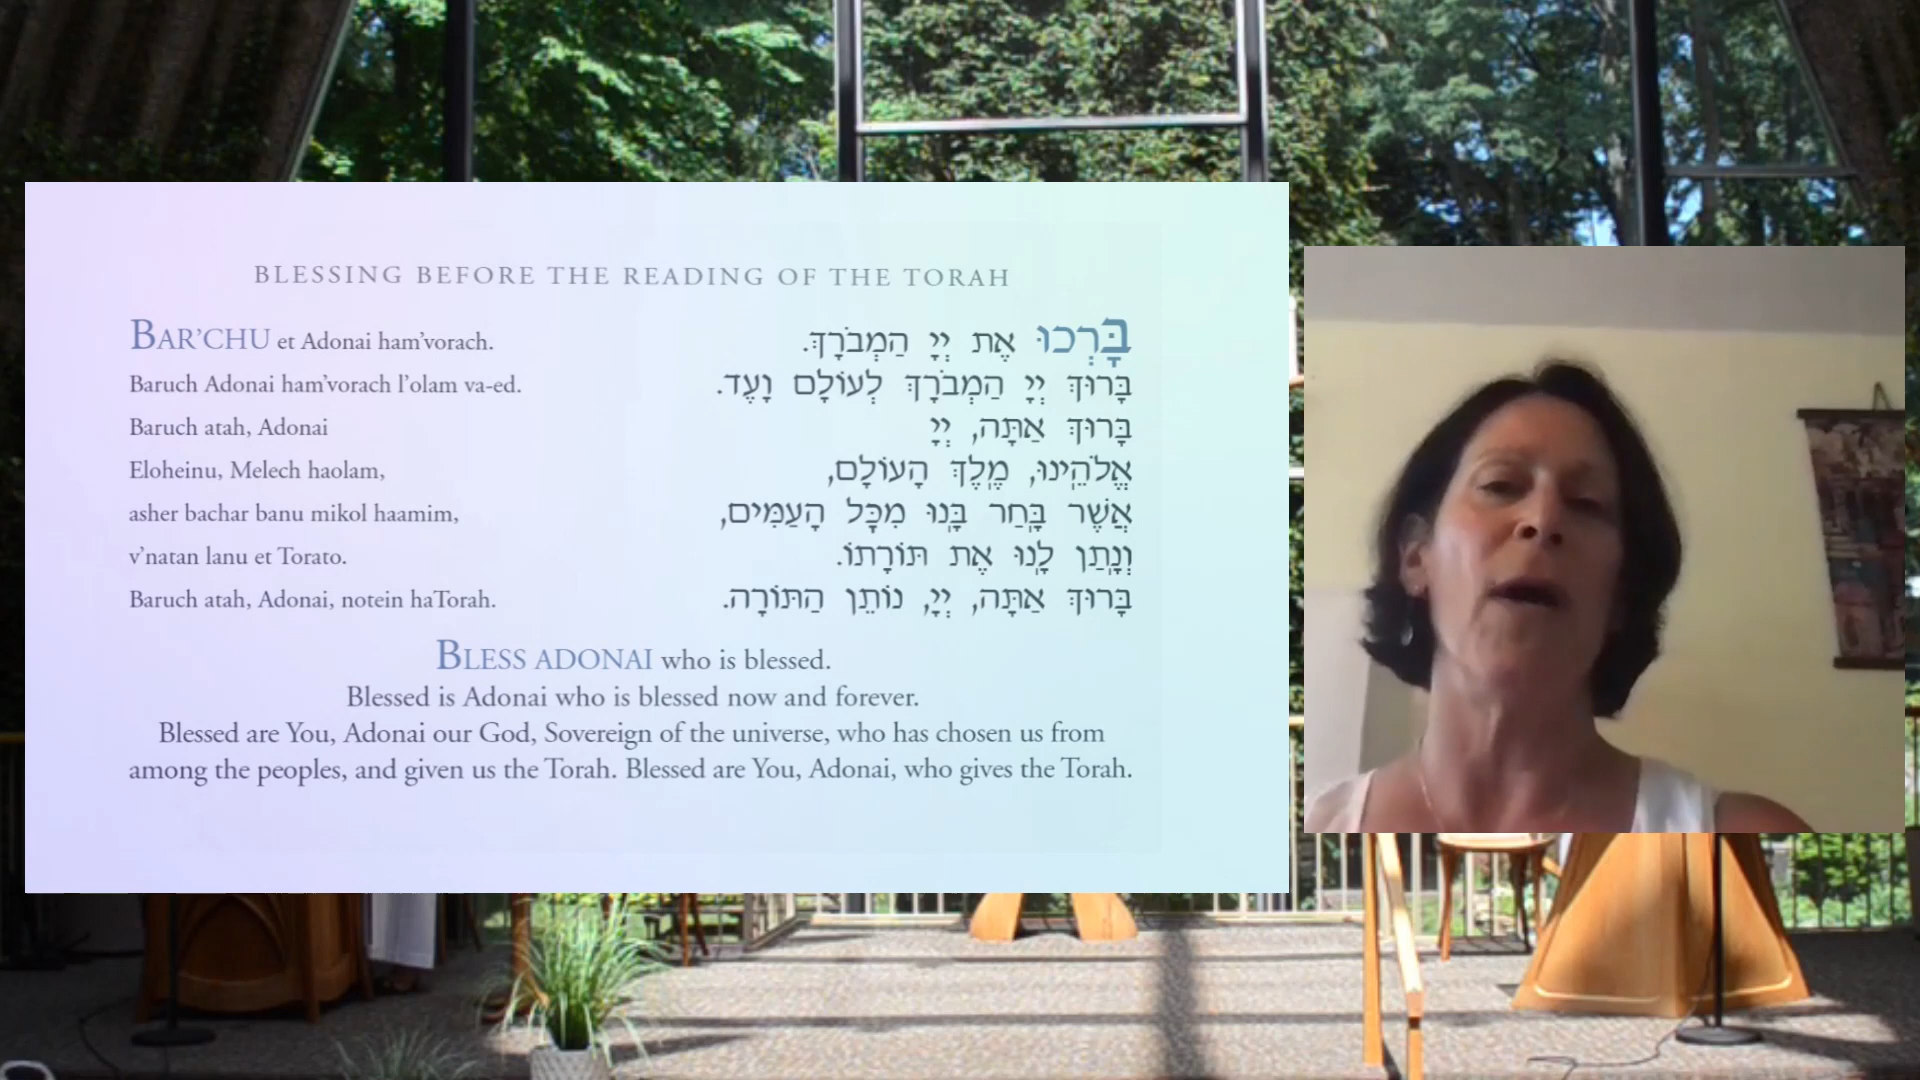 BLESSING BEFORE THE READING OF THE TORAH
BAR’CHU et Adonai ham’vorach.
Baruch Adonai ham’vorach l’olam va-ed.
Baruch atah, Adonai
Eloheinu, Melech haolam,
asher bachar banu mikol haamim,
v’natan lanu et Torato.
Baruch atah, Adonai, notein haTorah.
בָּרְכוּ אֶת יְיָ הַמְבֹרָךְ.
בָּרוּךְ יְיָ הַמְבֹרָךְ לְעוֹלָם וָעֶד.
בָּרוּךְ אַתָּה, יְיָ
אֱלֹהֵֽינוּ, מֶֽלֶךְ הָעוֹלָם,
אֲשֶׁר בָּֽחַר בָּֽנוּ מִכׇּל הָעַמִּים,
וְנָֽתַן לָֽנוּ אֶת תּוֹרָתוֹ.
בָּרוּךְ אַתָּה, יְיָ, נוֹתֵן הַתּוֹרָה.
BLESS ADONAI who is blessed.
Blessed is Adonai who is blessed now and forever.
Blessed are You, Adonai our God, Sovereign of the universe, who has chosen us from
among the peoples, and given us the Torah. Blessed are You, Adonai, who gives the Torah.